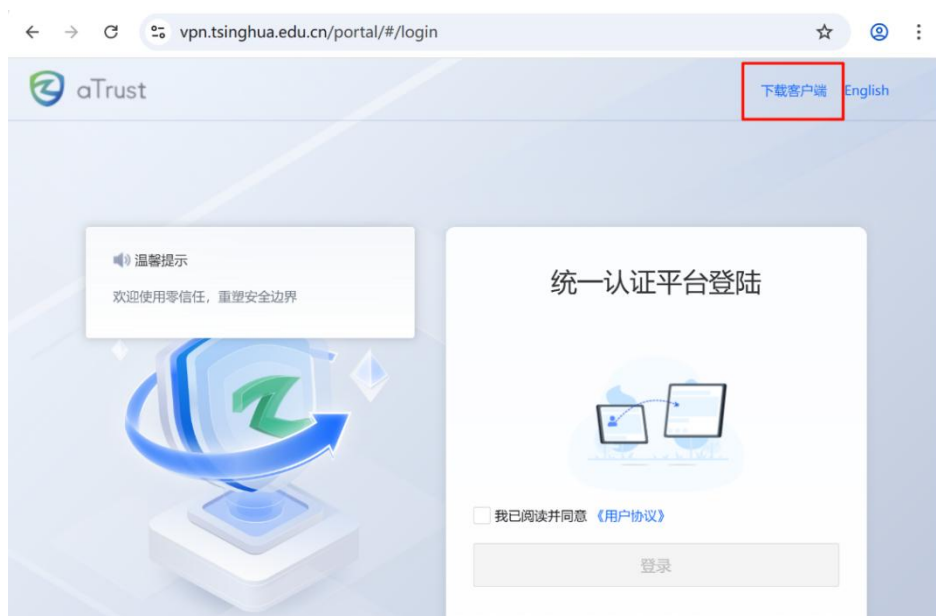 vpn.tsinghua.edu.cn/portal/#/login
aTrust
下载客户端 English
温馨提示
欢迎使用零信任，重塑安全边界
统一认证平台登陆
我已阅读并同意 《用户协议》
登录